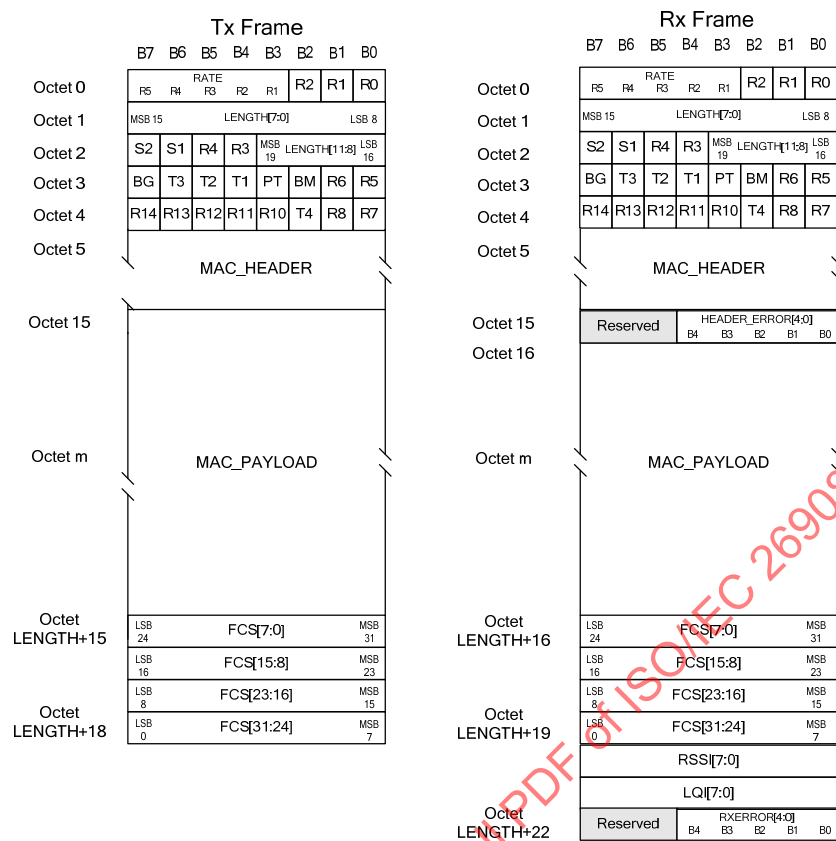 Tx Frame
B7 B6 B5 B4 B3 B2 B1 B0
Octet 0
RATE
R5 R4 R3 R2 R1
R2 R1 R0
Octet 1
MSB 15 LENGTH[7:0] LSB 8
Octet 2
S2 S1 R4 R3 MSB 19 LENGTH[11:8] LSB 16
Octet 3
BG T3 T2 T1 PT BM R6 R5
Octet 4
R14 R13 R12 R11 R10 T4 R8 R7
Octet 5
MAC_HEADER
Octet 15
Octet m
MAC_PAYLOAD
Octet LENGTH+15
LSB 24 FCS[7:0] MSB 31
LSB 16 FCS[15:8] MSB 23
LSB 8 FCS[23:16] MSB 15
Octet LENGTH+18
LSB 0 FCS[31:24] MSB 7
Rx Frame
B7 B6 B5 B4 B3 B2 B1 B0
Octet 0
RATE
R5 R4 R3 R2 R1
R2 R1 R0
Octet 1
MSB 15 LENGTH[7:0] LSB 8
Octet 2
S2 S1 R4 R3 MSB 19 LENGTH[11:8] LSB 16
Octet 3
BG T3 T2 T1 PT BM R6 R5
Octet 4
R14 R13 R12 R11 R10 T4 R8 R7
Octet 5
MAC_HEADER
Octet 15
Reserved
HEADER_ERROR[4:0]
B4 B3 B2 B1 B0
Octet 16
Octet m
MAC_PAYLOAD
Octet LENGTH+16
LSB 24 FCS[7:0] MSB 31
LSB 16 FCS[15:8] MSB 23
LSB 8 FCS[23:16] MSB 15
Octet LENGTH+19
LSB 0 FCS[31:24] MSB 7
RSSI[7:0]
LQI[7:0]
Octet LENGTH+22
Reserved
RXERROR[4:0]
B4 B3 B2 B1 B0
PDF of ISO/IEC